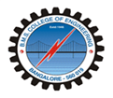 B.M.S. COLLEGE OF ENGINEERING
BANGALORE - 560 019